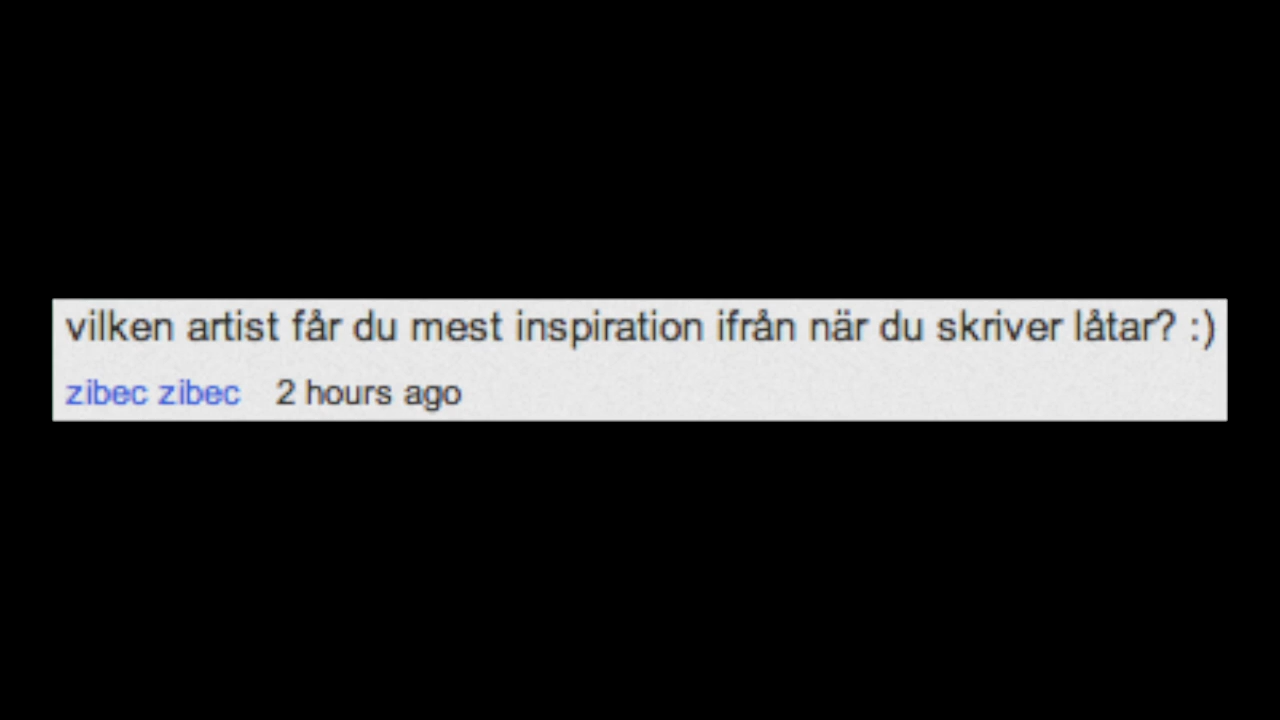 vilken artist får du mest inspiration ifrån när du skriver låtar? :)
zibec zibec 2 hours ago